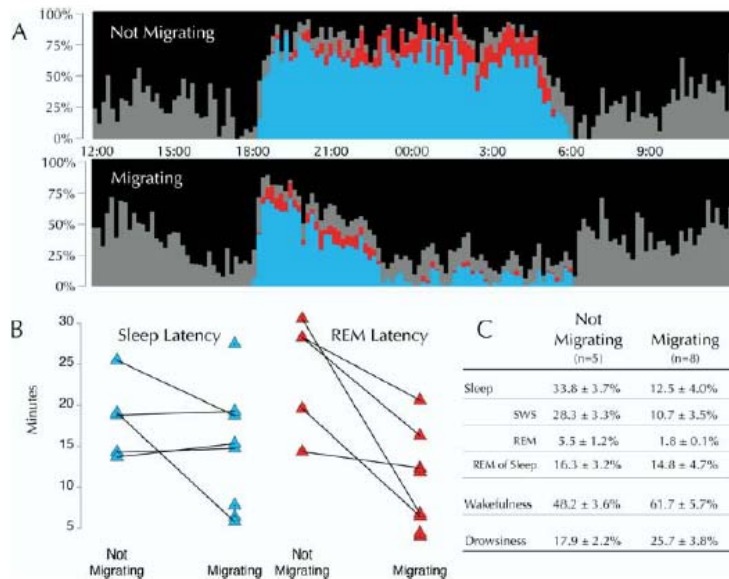 A
Not Migrating
100%
75%
50%
25%
0%
12:00 15:00 18:00 21:00 00:00 3:00 6:00 9:00
100%
Migrating
75%
50%
25%
0%
B
Sleep Latency REM Latency
30
25
20
15
10
5
Minutes
Not Migrating
Migrating
Not Migrating
Migrating
C
Not Migrating Migrating
(n=5) (n=8)
Sleep 33.8 ± 3.7% 12.5 ± 4.0%
SWS 28.3 ± 3.3% 10.7 ± 3.5%
REM 5.5 ± 1.2% 1.8 ± 0.1%
REM of Sleep 16.3 ± 3.2% 14.8 ± 4.7%
Wakefulness 48.2 ± 3.6% 61.7 ± 5.7%
Drowsiness 17.9 ± 2.2% 25.7 ± 3.8%